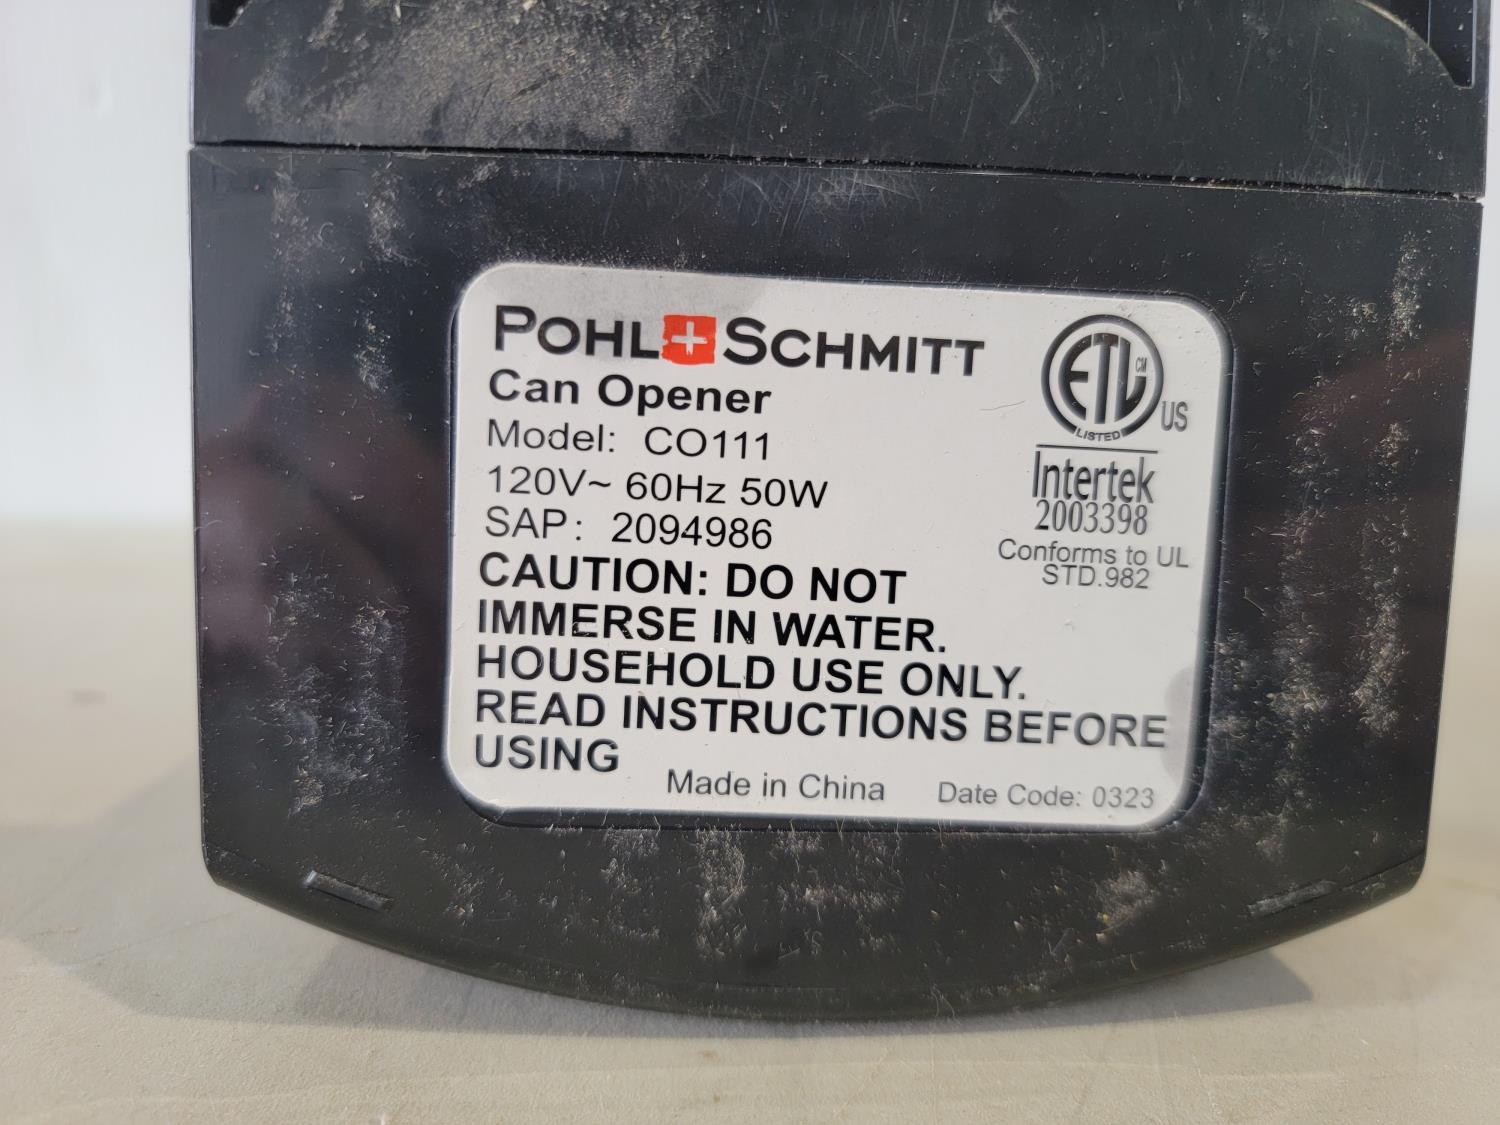 POHL+SCHMITT
Can Opener
Model: CO111
120V~ 60Hz 50W
SAP: 2094986
CAUTION: DO NOT
IMMERSE IN WATER.
HOUSEHOLD USE ONLY.
READ INSTRUCTIONS BEFORE
USING
Made in China
Date Code: 0323
ETL CM
LISTED
US
Intertek
2003398
Conforms to UL
STD.982